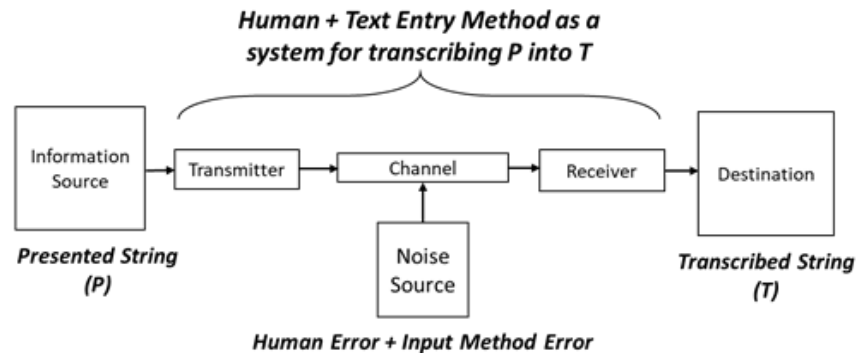 Human + Text Entry Method as a
system for transcribing P into T
Information
Source
Transmitter
Channel
Receiver
Destination
Presented String
(P)
Noise
Source
Transcribed String
(T)
Human Error + Input Method Error